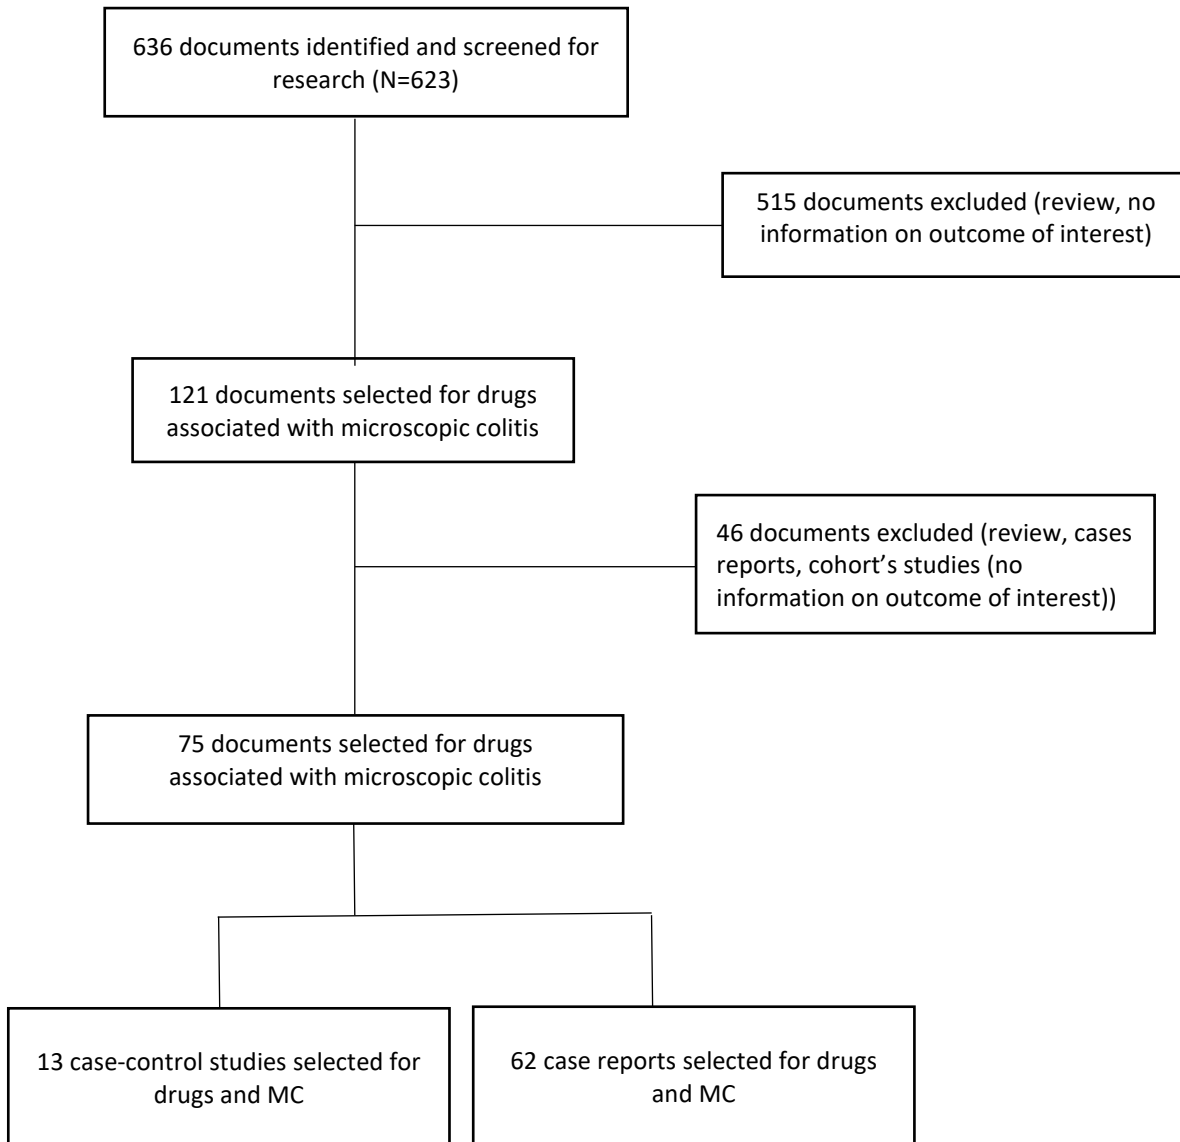 636 documents identified and screened for
research (N=623)
515 documents excluded (review, no
information on outcome of interest)
121 documents selected for drugs
associated with microscopic colitis
46 documents excluded (review, cases
reports, cohort’s studies (no
information on outcome of interest))
75 documents selected for drugs
associated with microscopic colitis
13 case-control studies selected for
drugs and MC
62 case reports selected for drugs
and MC